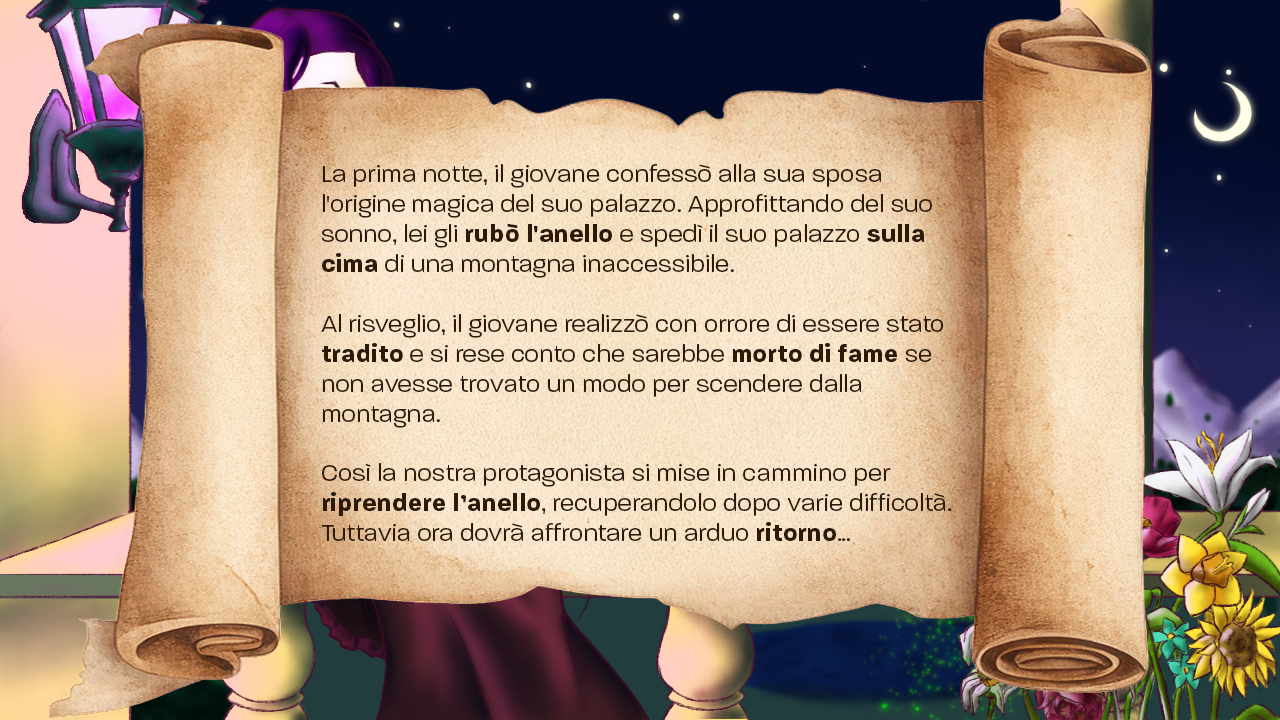 La prima notte, il giovane confessò alla sua sposa
l'origine magica del suo palazzo. Approfittando del suo
sonno, lei gli rubò l'anello e spedì il suo palazzo sulla
cima di una montagna inaccessibile.
Al risveglio, il giovane realizzò con orrore di essere stato
tradito e si rese conto che sarebbe morto di fame se
non avesse trovato un modo per scendere dalla
montagna.
Così la nostra protagonista si mise in cammino per
riprendere l’anello, recuperandolo dopo varie difficoltà.
Tuttavia ora dovrà affrontare un arduo ritorno...